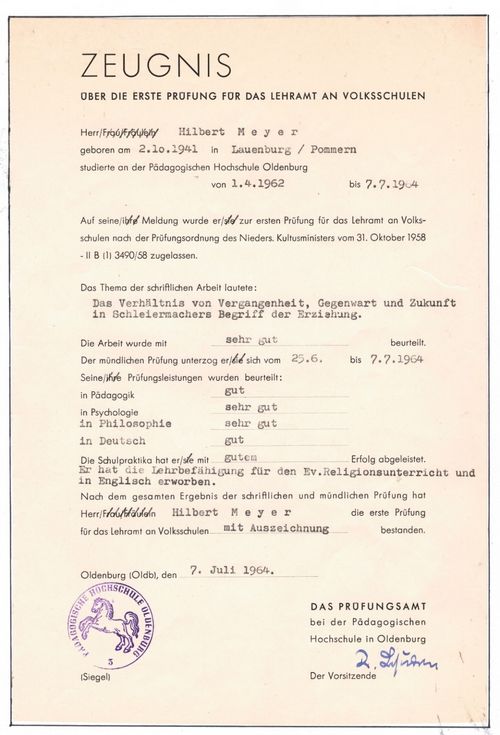 ZEUGNIS
ÜBER DIE ERSTE PRÜFUNG FÜR DAS LEHRAMT AN VOLKSSCHULEN
Herr/Frau/Fräulein Hilbert Meyer
geboren am 2.10.1941 in Lauenburg / Pommern
studierte an der Pädagogischen Hochschule Oldenburg
von 1.4.1962 bis 7.7.1964
Auf seine/ihre Meldung wurde er/sie zur ersten Prüfung für das Lehramt an Volks-
schulen nach der Prüfungsordnung des Nieders. Kultusministers vom 31. Oktober 1958
- II B (1) 3490/58 zugelassen.
Das Thema der schriftlichen Arbeit lautete:
Das Verhältnis von Vergangenheit, Gegenwart und Zukunft
in Schleiermachers Begriff der Erziehung.
Die Arbeit wurde mit sehr gut beurteilt.
Der mündlichen Prüfung unterzog er/sie sich vom 25.6. bis 7.7.1964
Seine/ihre Prüfungsleistungen wurden beurteilt:
in Pädagogik gut
in Psychologie sehr gut
in Philosophie sehr gut
in Deutsch gut
Die Schulpraktika hat er/sie mit gutem Erfolg abgeleistet.
Er hat die Lehrbefähigung für den Ev.Religionsunterricht und
in Englisch erworben.
Nach dem gesamten Ergebnis der schriftlichen und mündlichen Prüfung hat
Herr/Frau/Fräulein Hilbert Meyer die erste Prüfung
für das Lehramt an Volksschulen mit Auszeichnung bestanden.
Oldenburg (Oldb), den 7. Juli 1964.
PÄDAGOGISCHE HOCHSCHULE OLDENBURG
3
DAS PRÜFUNGSAMT
bei der Pädagogischen
Hochschule in Oldenburg
(Siegel)
Der Vorsitzende